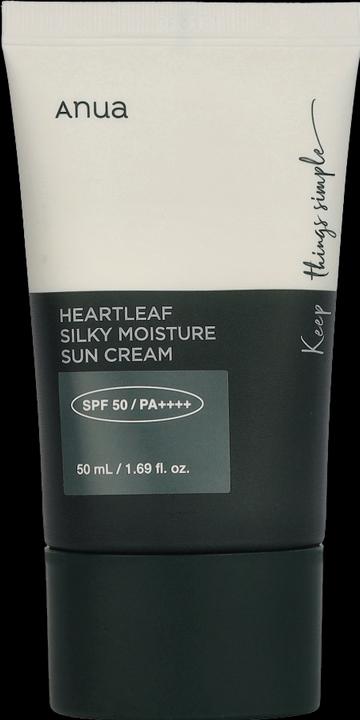 Anua
Keep things simple
HEARTLEAF
SILKY MOISTURE
SUN CREAM
SPF 50 / PA++++
50 mL / 1.69 fl. oz.